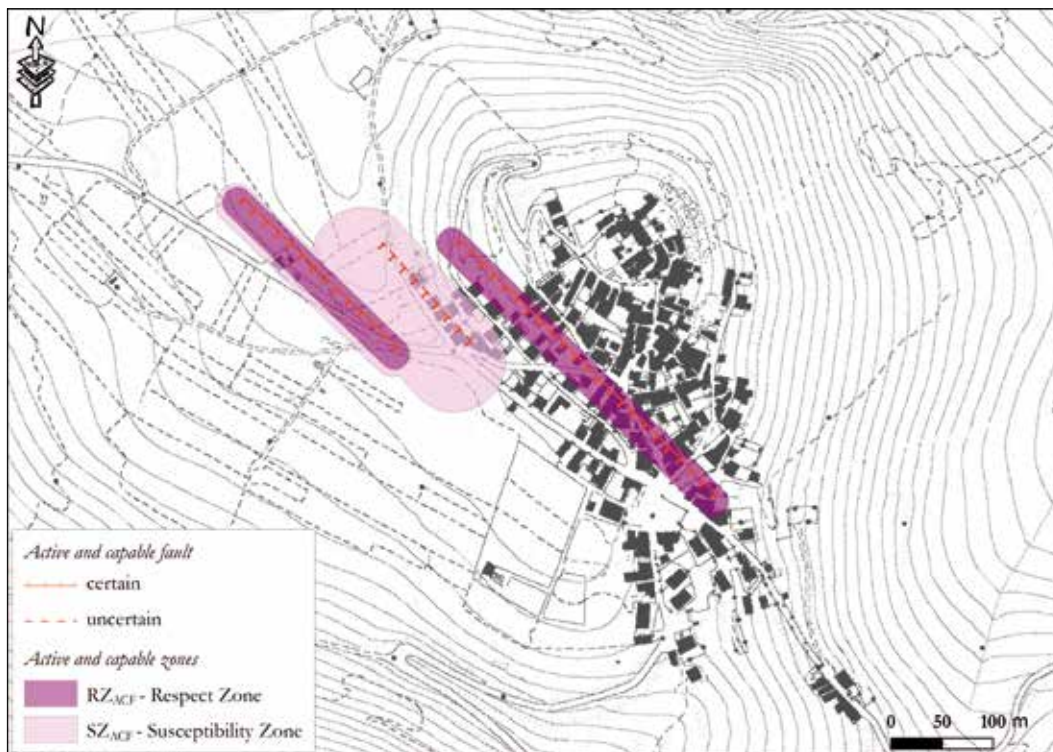 N
Active and capable fault
certain
uncertain
Active and capable zones
RZACF - Respect Zone
SZACF - Susceptibility Zone
0 50 100 m